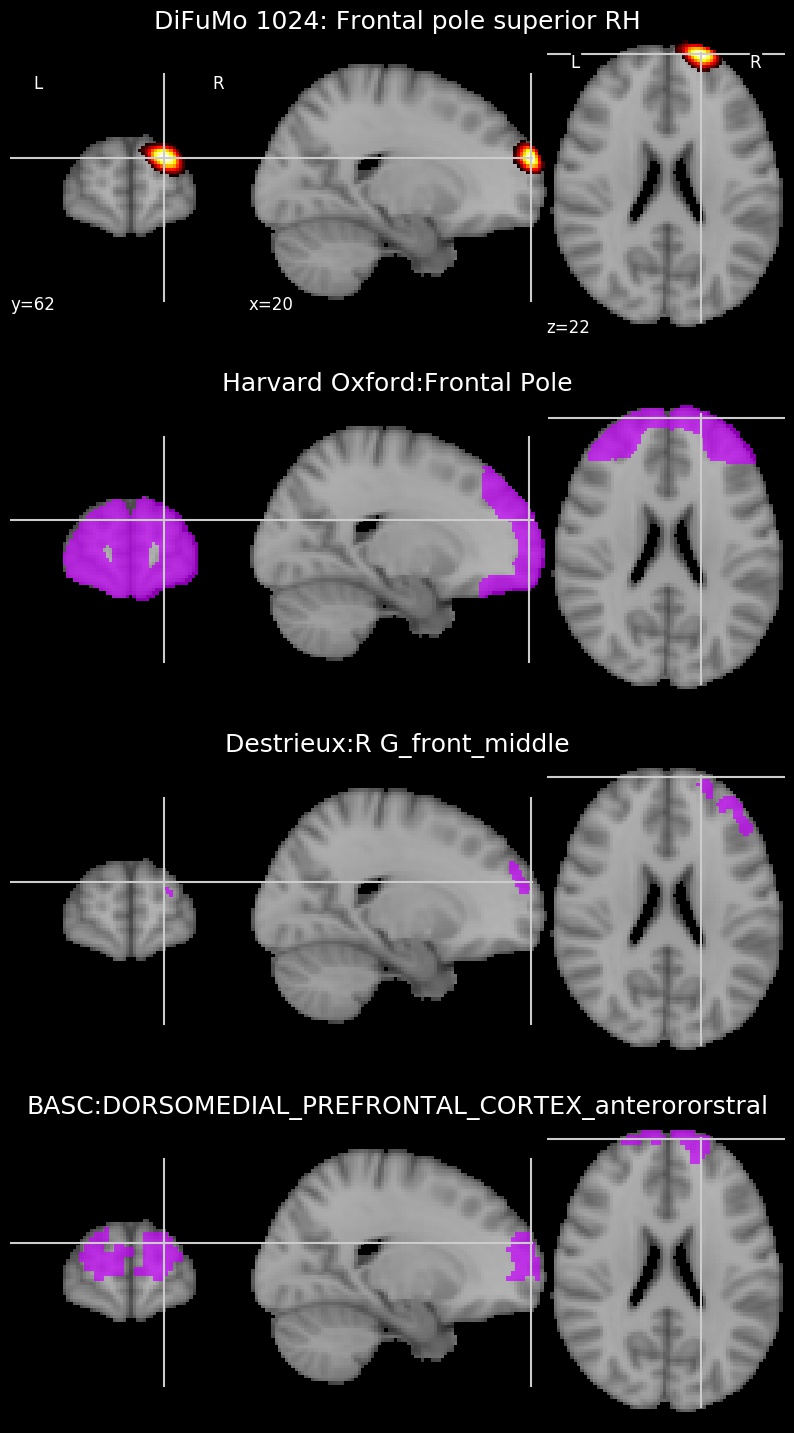 DiFuMo 1024: Frontal pole superior RH
L R L R
y=62 x=20 z=22
Harvard Oxford:Frontal Pole
Destrieux:R G_front_middle
BASC:DORSOMEDIAL_PREFRONTAL_CORTEX_anterororstral